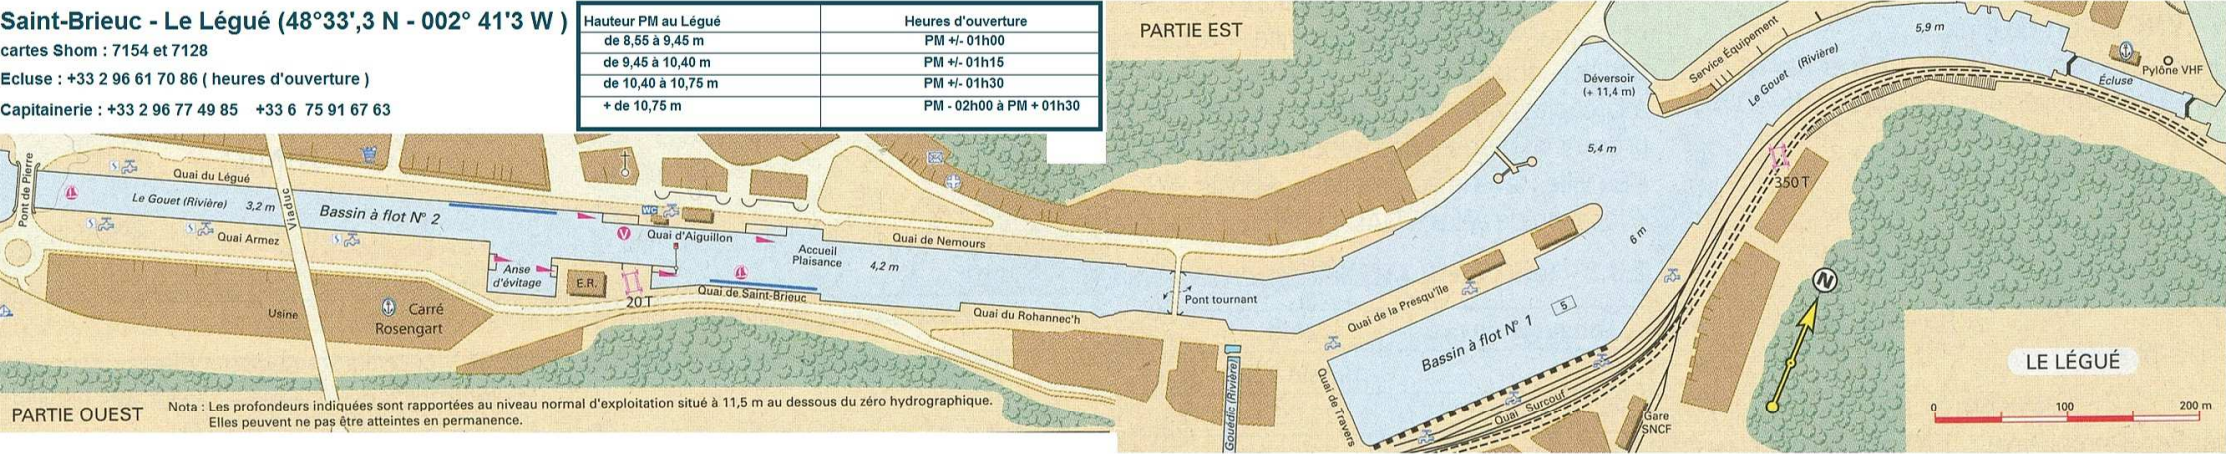 Saint-Brieuc - Le Légué (48°33',3 N - 002° 41'3 W )
cartes Shom : 7154 et 7128
Ecluse : +33 2 96 61 70 86 ( heures d'ouverture )
Capitainerie : +33 2 96 77 49 85 +33 6 75 91 67 63
Hauteur PM au Légué Heures d'ouverture
de 8,55 à 9,45 m PM +/- 01h00
de 9,45 à 10,40 m PM +/- 01h15
de 10,40 à 10,75 m PM +/- 01h30
+ de 10,75 m PM - 02h00 à PM + 01h30
PARTIE EST
Service Équipement
5,9 m
Le Gouet (Rivière)
Écluse
Pylône VHF
Déversoir
(+ 11,4 m)
5,4 m
350 T
6 m
N
Pont de Pierre
Quai du Légué
Le Gouet (Rivière) 3,2 m
Viaduc
Bassin à flot N° 2
S
S
S
S
Quai Armez
WC
V
Quai d'Aiguillon
Accueil
Plaisance
4,2 m
Quai de Nemours
Anse
d'évitage
E.R.
20 T
Quai de Saint-Brieuc
Quai du Rohannec'h
Pont tournant
Usine
Carré
Rosengart
Quai de la Presqu'île
Bassin à flot N° 1
5
Quai de Travers
Quai Surcouf
Gouédic (Rivière)
Gare
SNCF
LE LÉGUÉ
0 100 200 m
PARTIE OUEST
Nota : Les profondeurs indiquées sont rapportées au niveau normal d'exploitation situé à 11,5 m au dessous du zéro hydrographique.
Elles peuvent ne pas être atteintes en permanence.